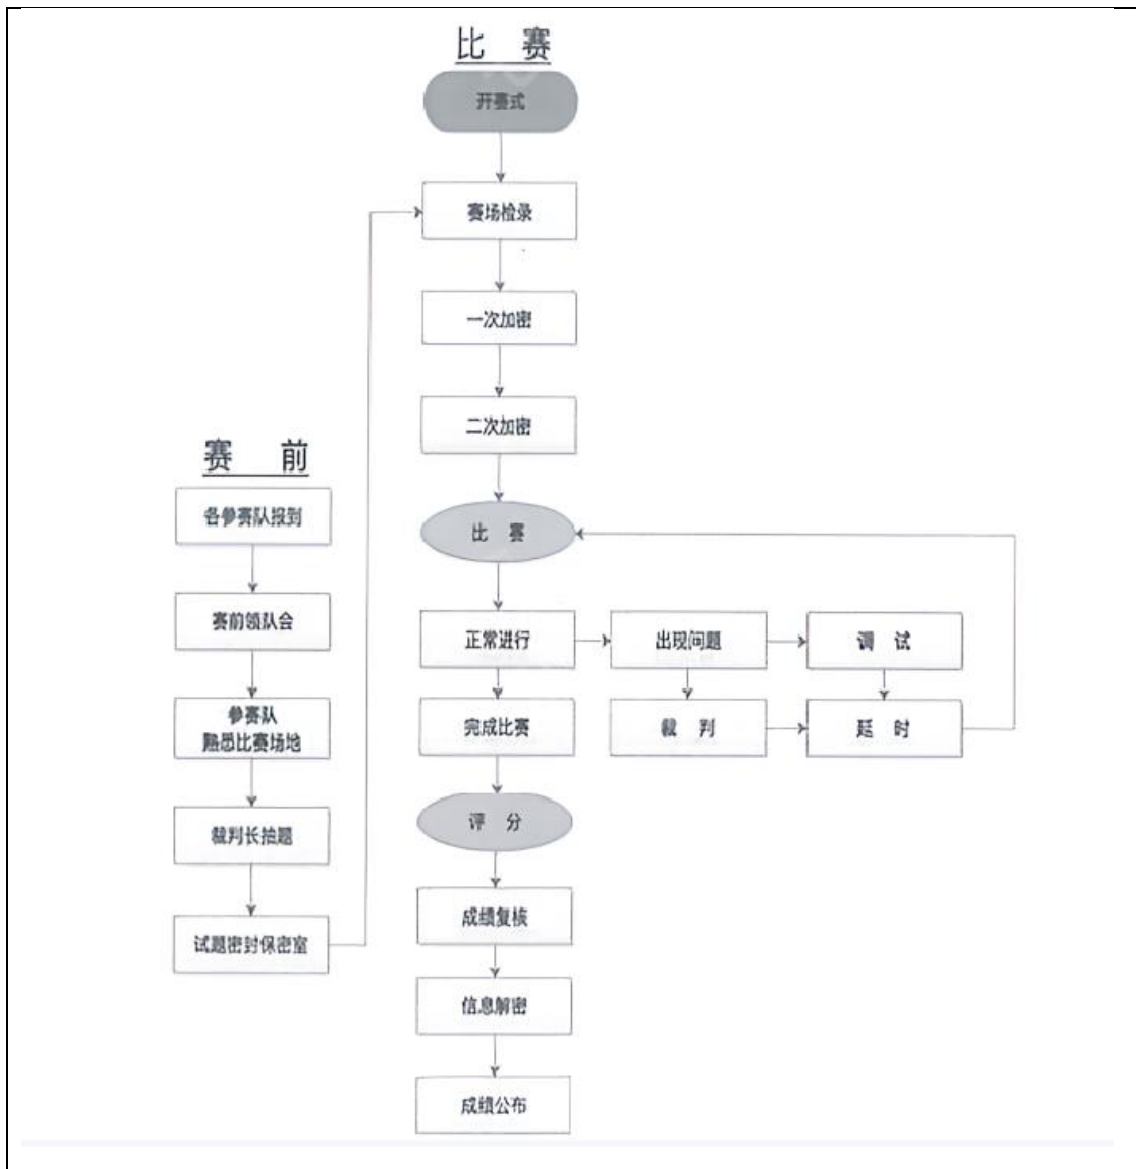 比 赛
开赛式
赛场检录
一次加密
二次加密
赛 前
各参赛队报到
赛前领队会
参赛队
熟悉比赛场地
裁判长抽题
试题密封保密室
比 赛
正常进行
出现问题
调 试
完成比赛
裁 判
延 时
评 分
成绩复核
信息解密
成绩公布